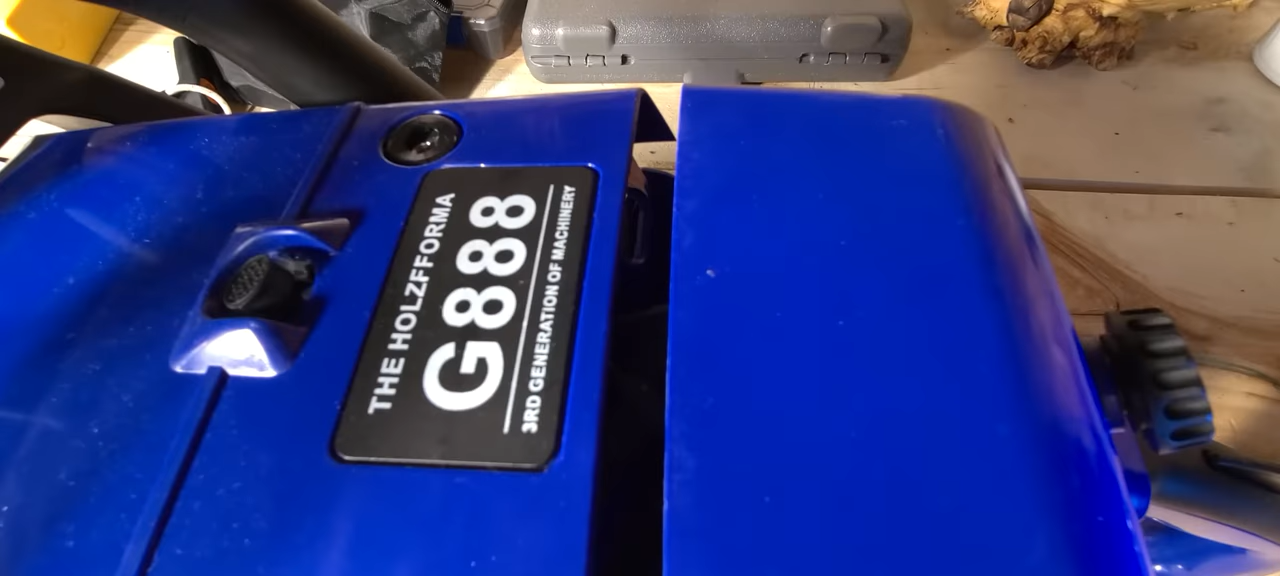 THE HOLZFFORMA
G888
3RD GENERATION OF MACHINERY